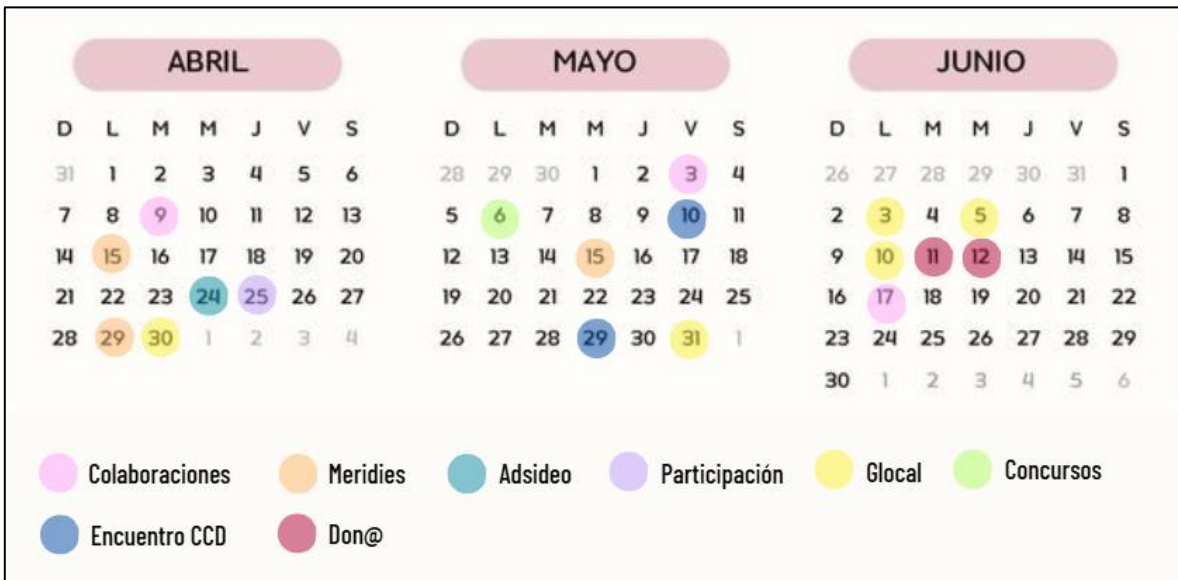 ABRIL
D L M M J V S
31 1 2 3 4 5 6
7 8 9 10 11 12 13
14 15 16 17 18 19 20
21 22 23 24 25 26 27
28 29 30 1 2 3 4
MAYO
D L M M J V S
28 29 30 1 2 3 4
5 6 7 8 9 10 11
12 13 14 15 16 17 18
19 20 21 22 23 24 25
26 27 28 29 30 31 1
JUNIO
D L M M J V S
26 27 28 29 30 31 1
2 3 4 5 6 7 8
9 10 11 12 13 14 15
16 17 18 19 20 21 22
23 24 25 26 27 28 29
30 1 2 3 4 5 6
Colaboraciones Meridies Adsideo Participación Glocal Concursos
Encuentro CCD Don@